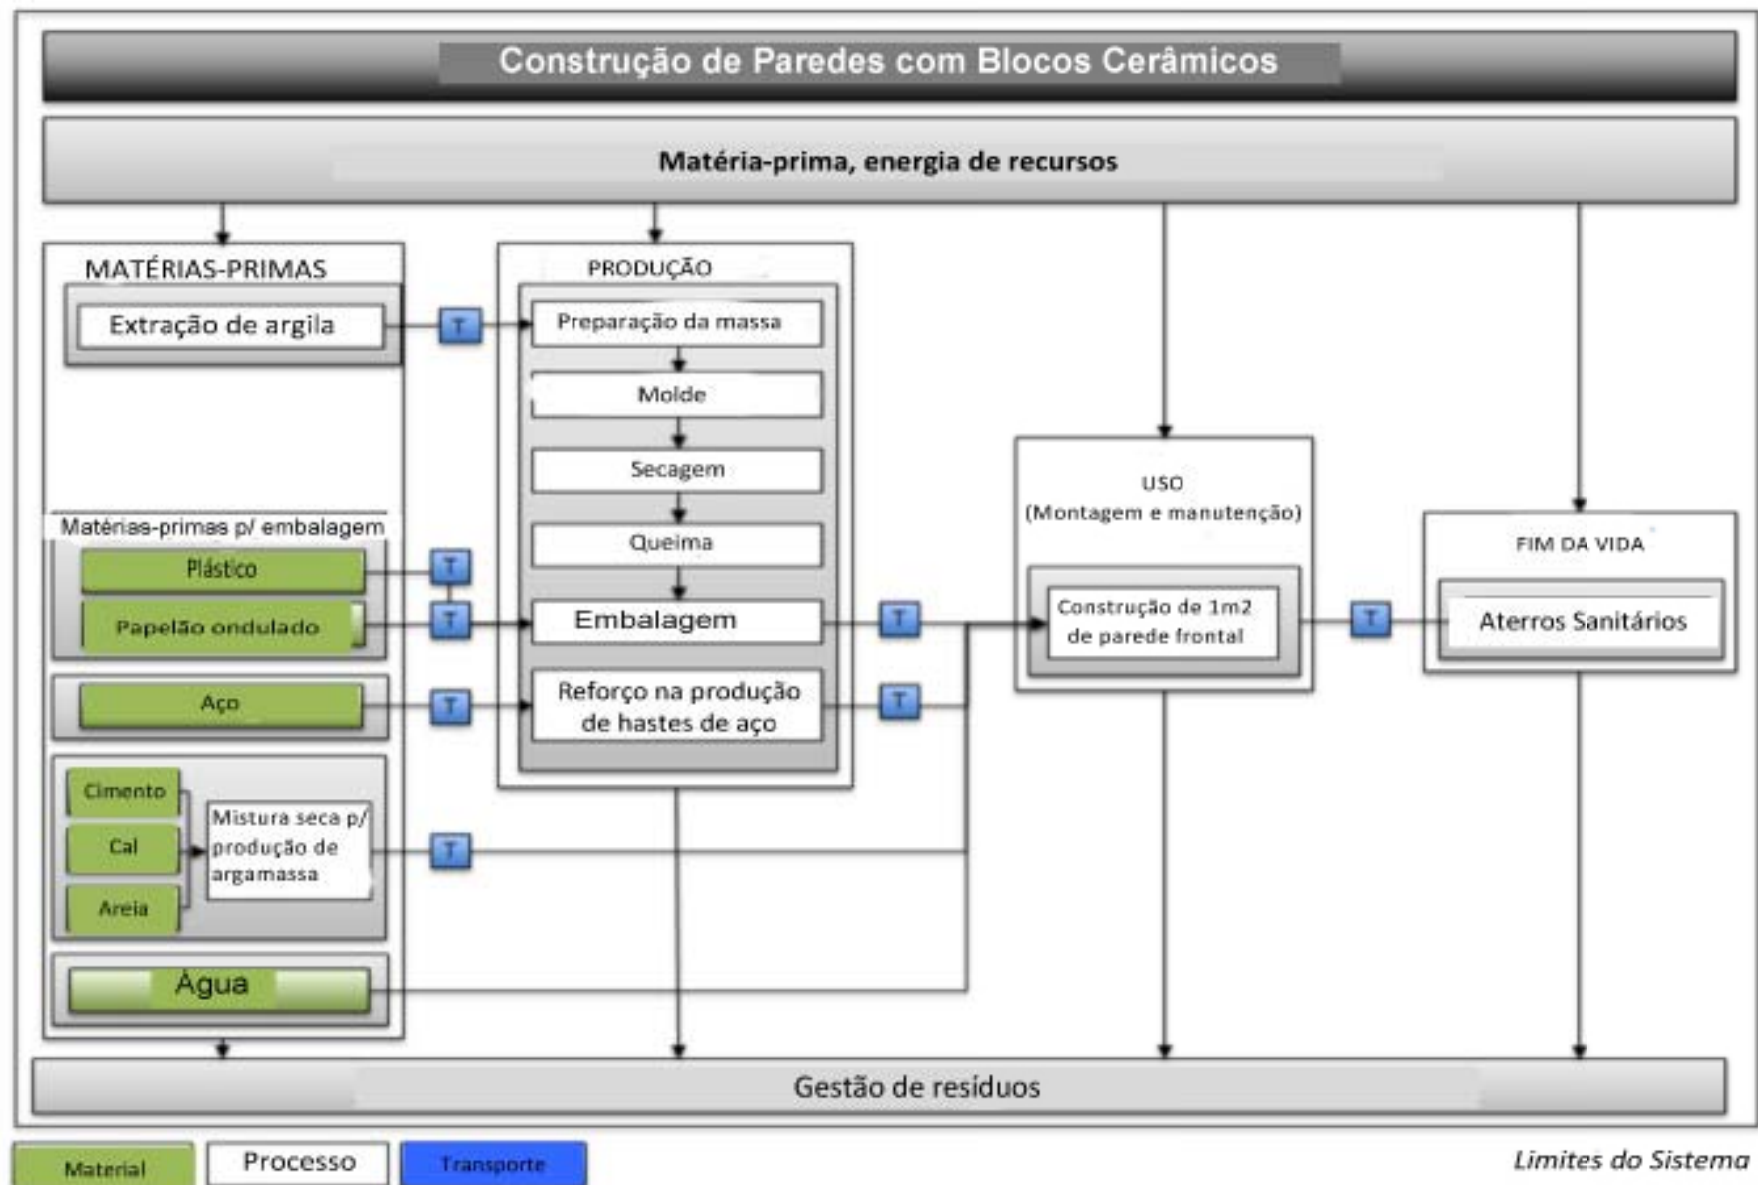 Construção de Paredes com Blocos Cerâmicos
Matéria-prima, energia de recursos
MATÉRIAS-PRIMAS
Extração de argila
T
Matérias-primas p/ embalagem
Plástico
T
Papelão ondulado
T
Aço
T
Cimento
Cal
Areia
Mistura seca p/
produção de
argamassa
T
Água
PRODUÇÃO
Preparação da massa
Molde
Secagem
Queima
Embalagem
T
Reforço na produção
de hastes de aço
T
USO
(Montagem e manutenção)
Construção de 1m2
de parede frontal
T
FIM DA VIDA
Aterros Sanitários
Gestão de resíduos
Material
Processo
Transporte
Limites do Sistema